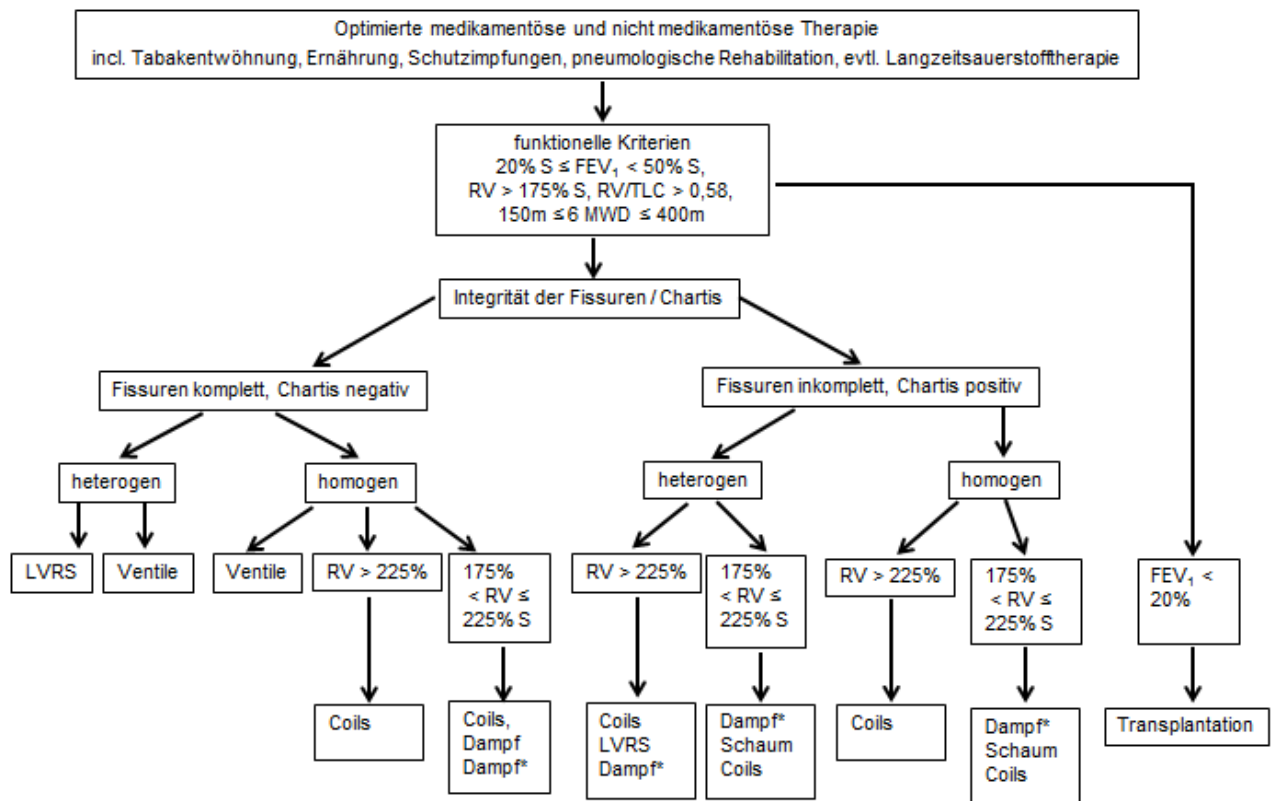 Optimierte medikamentöse und nicht medikamentöse Therapie
incl. Tabakentwöhnung, Ernährung, Schutzimpfungen, pneumologische Rehabilitation, evtl. Langzeitsauerstofftherapie
funktionelle Kriterien
20% S ≤ FEV₁ < 50% S,
RV > 175% S, RV/TLC > 0,58,
150m ≤ 6 MWD ≤ 400m
Integrität der Fissuren / Chartis
Fissuren komplett, Chartis negativ
Fissuren inkomplett, Chartis positiv
heterogen
homogen
heterogen
homogen
LVRS
Ventile
Ventile
RV > 225%
175%
< RV ≤
225% S
RV > 225%
175%
< RV ≤
225% S
RV > 225%
175%
< RV ≤
225% S
FEV₁ <
20%
Coils
Coils,
Dampf
Dampf*
Coils
LVRS
Dampf*
Dampf*
Schaum
Coils
Coils
Dampf*
Schaum
Coils
Transplantation